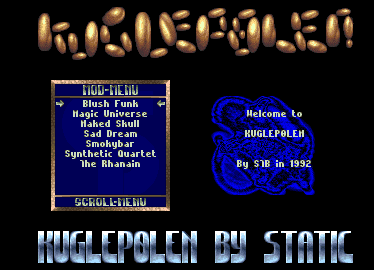 KUGLEPOLEN!
MOD-MENU
Blush Funk
Magic Universe
Naked Skull
Sad Dream
Smokybar
Synthetic Quartet
The Rhanain
SCROLL-MENU
Welcome to
KUGLEPOLEN
By STB in 1992
KUGLEPOLEN BY STATIC